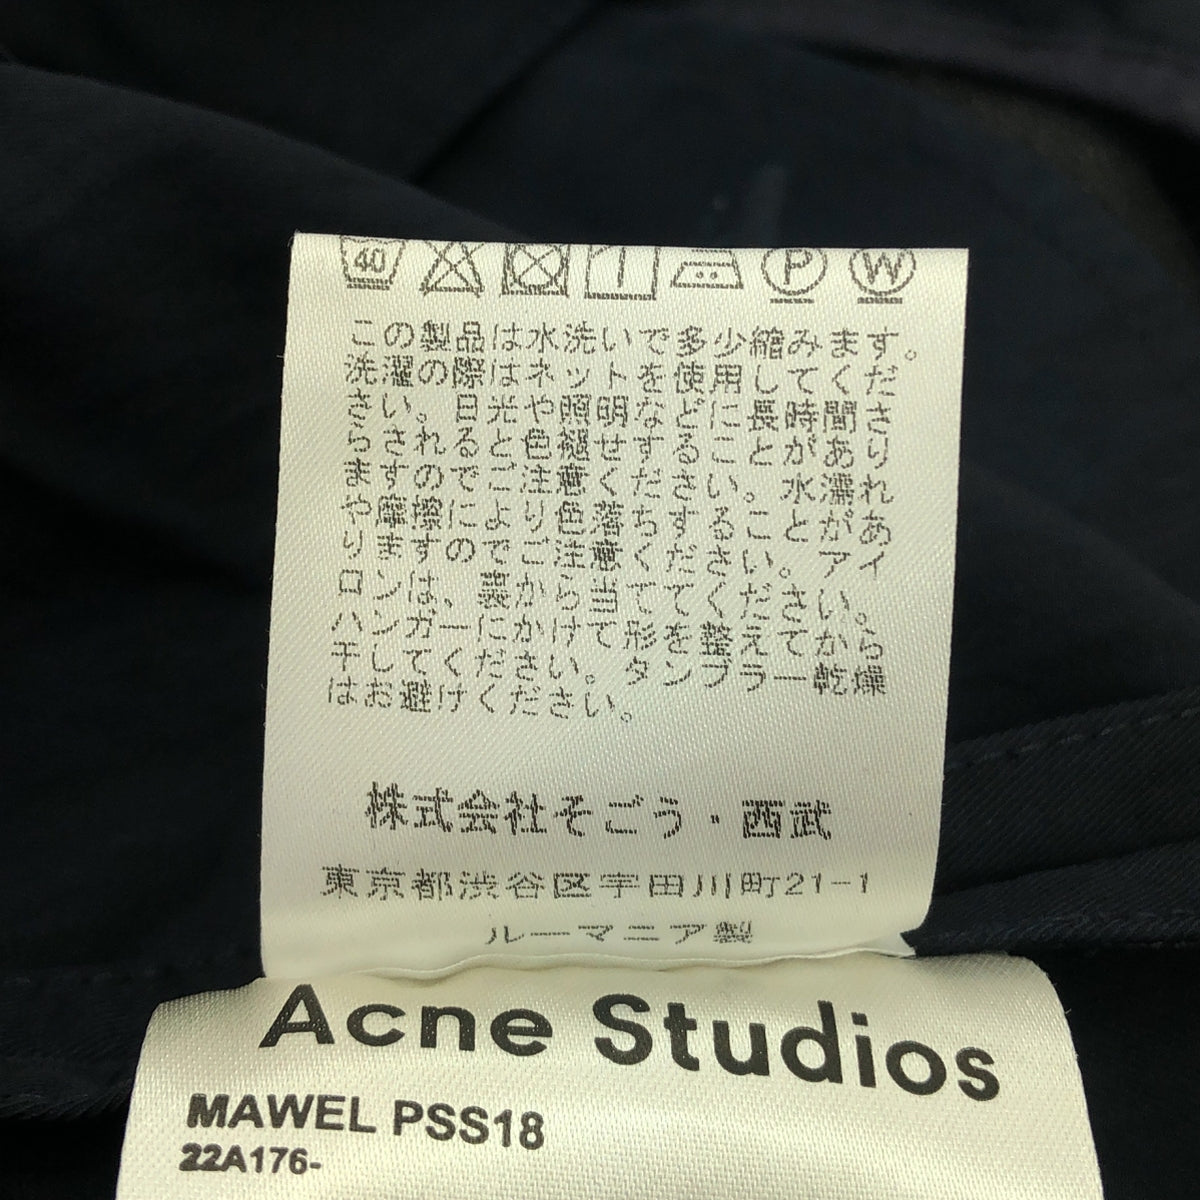 40 P W
この製品は水洗いで多少縮みます。
洗濯の際はネットを使用してくだ
さい。日光や照明などに長時間さ
らされると色褪せすることがあり
ますのでご注意ください。水濡れ
や摩擦により色落ちすることがあ
りますのでご注意ください。アイ
ロンは、裏から当ててください。
ハンガーにかけて形を整えてから
干してください。タンブラー乾燥
はお避けください。
株式会社そごう・西武
東京都渋谷区宇田川町21-1
ルーマニア製
Acne Studios
MAWEL PSS18
22A176-